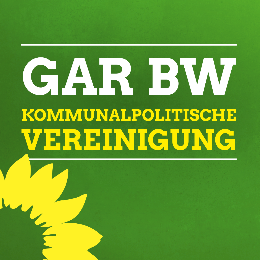 GAR BW
KOMMUNALPOLITISCHE
VEREINIGUNG